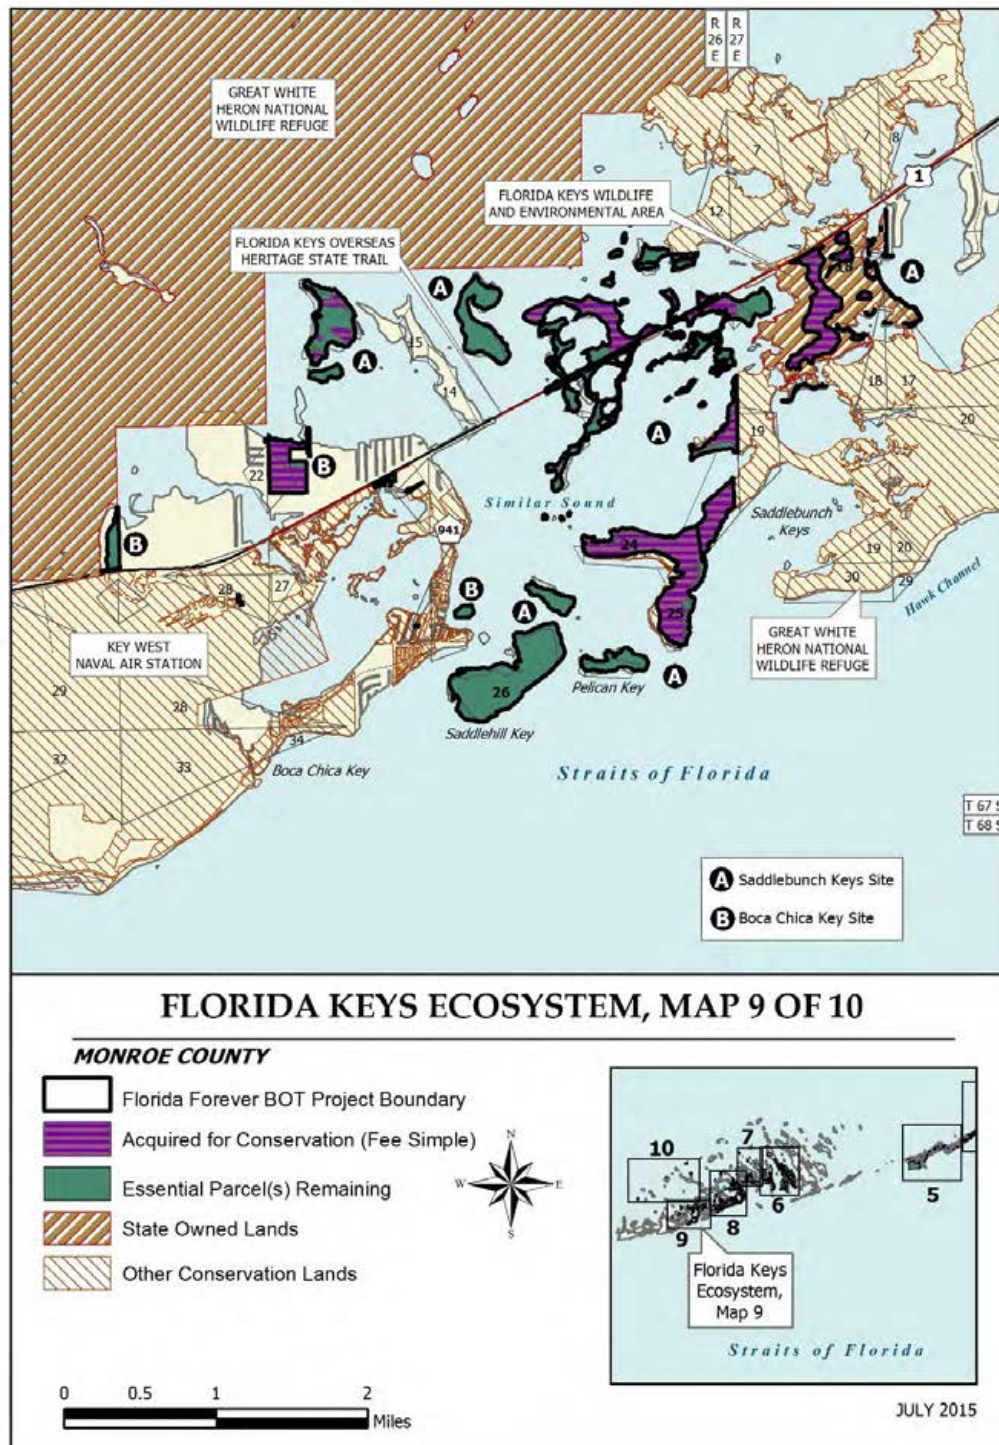 R
26
E
R
27
E
GREAT WHITE
HERON NATIONAL
WILDLIFE REFUGE
7
7
8
1
FLORIDA KEYS WILDLIFE
AND ENVIRONMENTAL AREA
12
FLORIDA KEYS OVERSEAS
HERITAGE STATE TRAIL
18
A
A
A
15
14
18
17
20
A
19
22
B
Similar Sound
Saddlebunch
Keys
941
B
24
19
20
30
29
Hawk Channel
28
27
B
A
25
KEY WEST
NAVAL AIR STATION
GREAT WHITE
HERON NATIONAL
WILDLIFE REFUGE
29
26
Pelican Key
A
28
Saddlehill Key
34
32
33
Boca Chica Key
Straits of Florida
T 67 S
T 68 S
A Saddlebunch Keys Site
B Boca Chica Key Site
FLORIDA KEYS ECOSYSTEM, MAP 9 OF 10
MONROE COUNTY
Florida Forever BOT Project Boundary
Acquired for Conservation (Fee Simple)
Essential Parcel(s) Remaining
State Owned Lands
Other Conservation Lands
N
W
E
S
10
7
5
6
8
9
Florida Keys
Ecosystem,
Map 9
Straits of Florida
0 0.5 1 2
Miles
JULY 2015